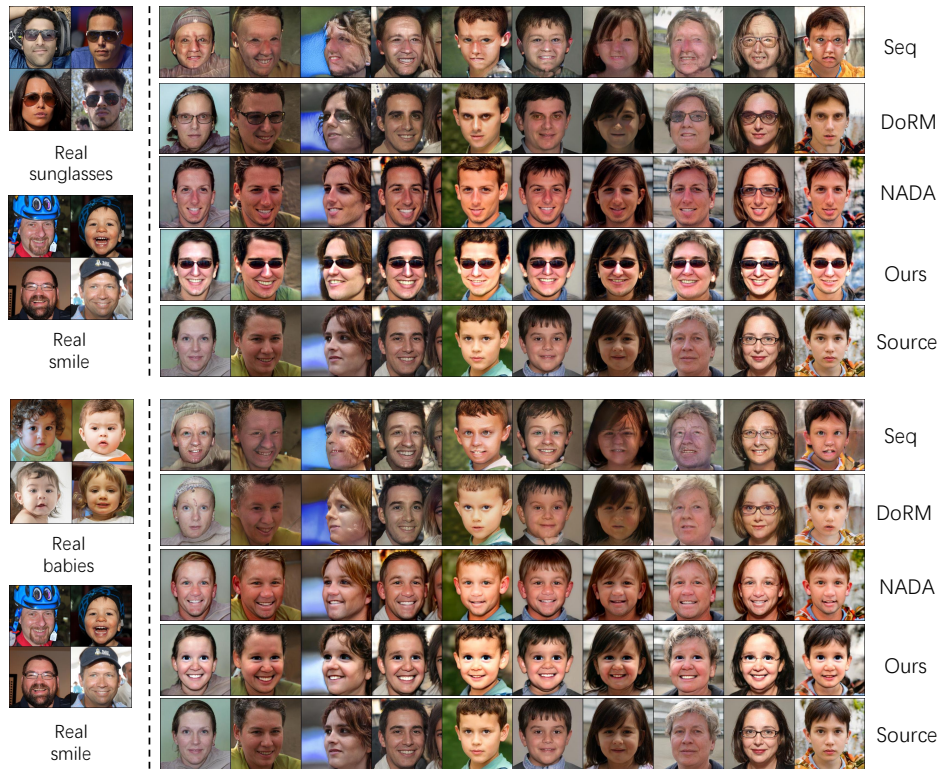 Real
sunglasses
Real
smile
Seq
DoRM
NADA
Ours
Source
Real
babies
Real
smile
Seq
DoRM
NADA
Ours
Source